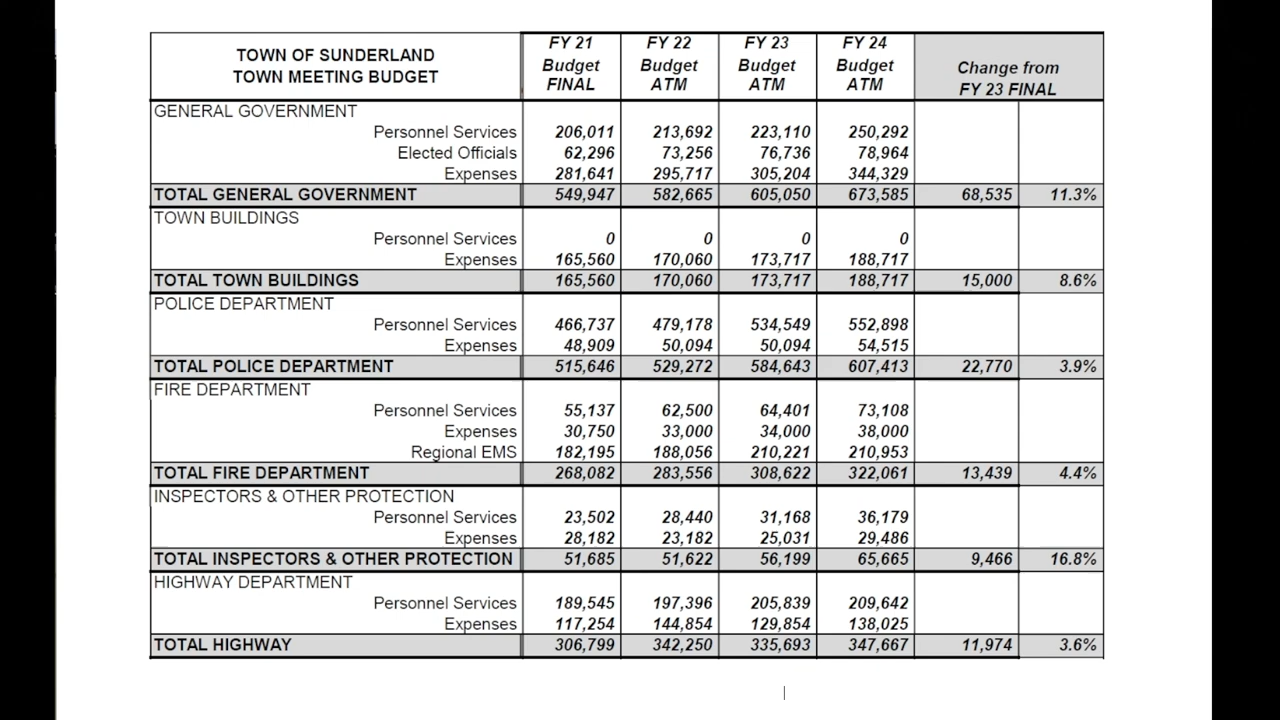 TOWN OF SUNDERLAND
TOWN MEETING BUDGET
FY 21 Budget FINAL
FY 22 Budget ATM
FY 23 Budget ATM
FY 24 Budget ATM
Change from FY 23 FINAL
GENERAL GOVERNMENT
Personnel Services 206,011 213,692 223,110 250,292
Elected Officials 62,296 73,256 76,736 78,964
Expenses 281,641 295,717 305,204 344,329
TOTAL GENERAL GOVERNMENT 549,947 582,665 605,050 673,585 68,535 11.3%
TOWN BUILDINGS
Personnel Services 0 0 0 0
Expenses 165,560 170,060 173,717 188,717
TOTAL TOWN BUILDINGS 165,560 170,060 173,717 188,717 15,000 8.6%
POLICE DEPARTMENT
Personnel Services 466,737 479,178 534,549 552,898
Expenses 48,909 50,094 50,094 54,515
TOTAL POLICE DEPARTMENT 515,646 529,272 584,643 607,413 22,770 3.9%
FIRE DEPARTMENT
Personnel Services 55,137 62,500 64,401 73,108
Expenses 30,750 33,000 34,000 38,000
Regional EMS 182,195 188,056 210,221 210,953
TOTAL FIRE DEPARTMENT 268,082 283,556 308,622 322,061 13,439 4.4%
INSPECTORS & OTHER PROTECTION
Personnel Services 23,502 28,440 31,168 36,179
Expenses 28,182 23,182 25,031 29,486
TOTAL INSPECTORS & OTHER PROTECTION 51,685 51,622 56,199 65,665 9,466 16.8%
HIGHWAY DEPARTMENT
Personnel Services 189,545 197,396 205,839 209,642
Expenses 117,254 144,854 129,854 138,025
TOTAL HIGHWAY 306,799 342,250 335,693 347,667 11,974 3.6%